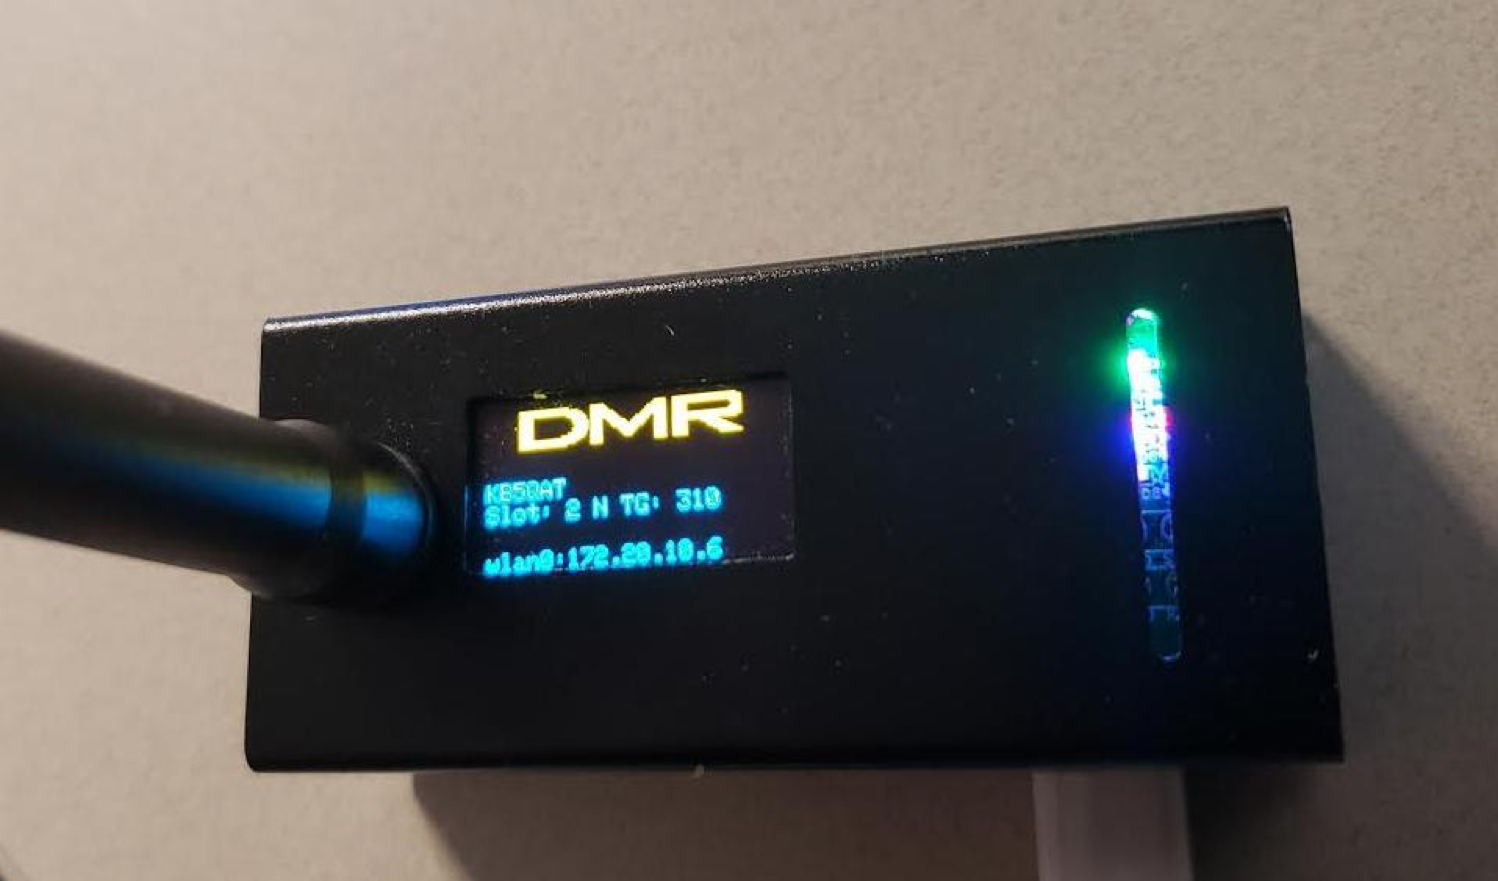 DMR
KB5QAT
Slot: 2 N TG: 310
wlan0:172.20.10.6